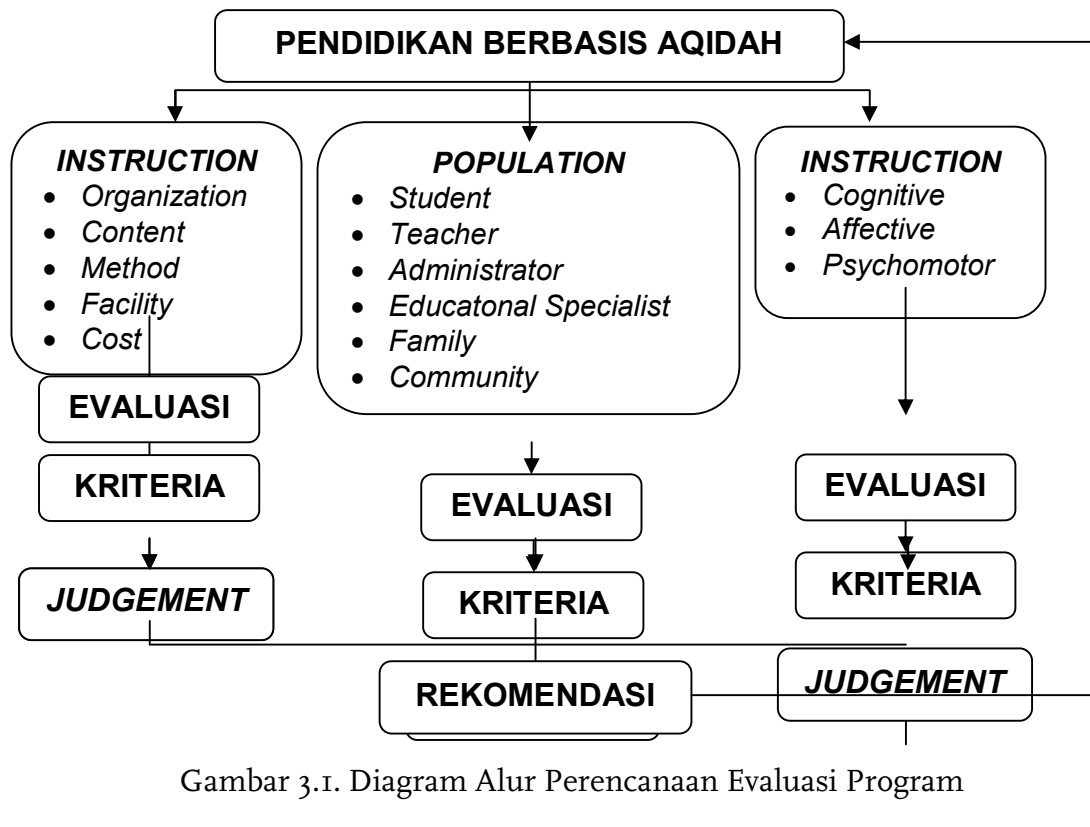 PENDIDIKAN BERBASIS AQIDAH
INSTRUCTION
• Organization
• Content
• Method
• Facility
• Cost
EVALUASI
KRITERIA
JUDGEMENT
POPULATION
• Student
• Teacher
• Administrator
• Educatonal Specialist
• Family
• Community
EVALUASI
KRITERIA
REKOMENDASI
INSTRUCTION
• Cognitive
• Affective
• Psychomotor
EVALUASI
KRITERIA
JUDGEMENT
Gambar 3.1. Diagram Alur Perencanaan Evaluasi Program